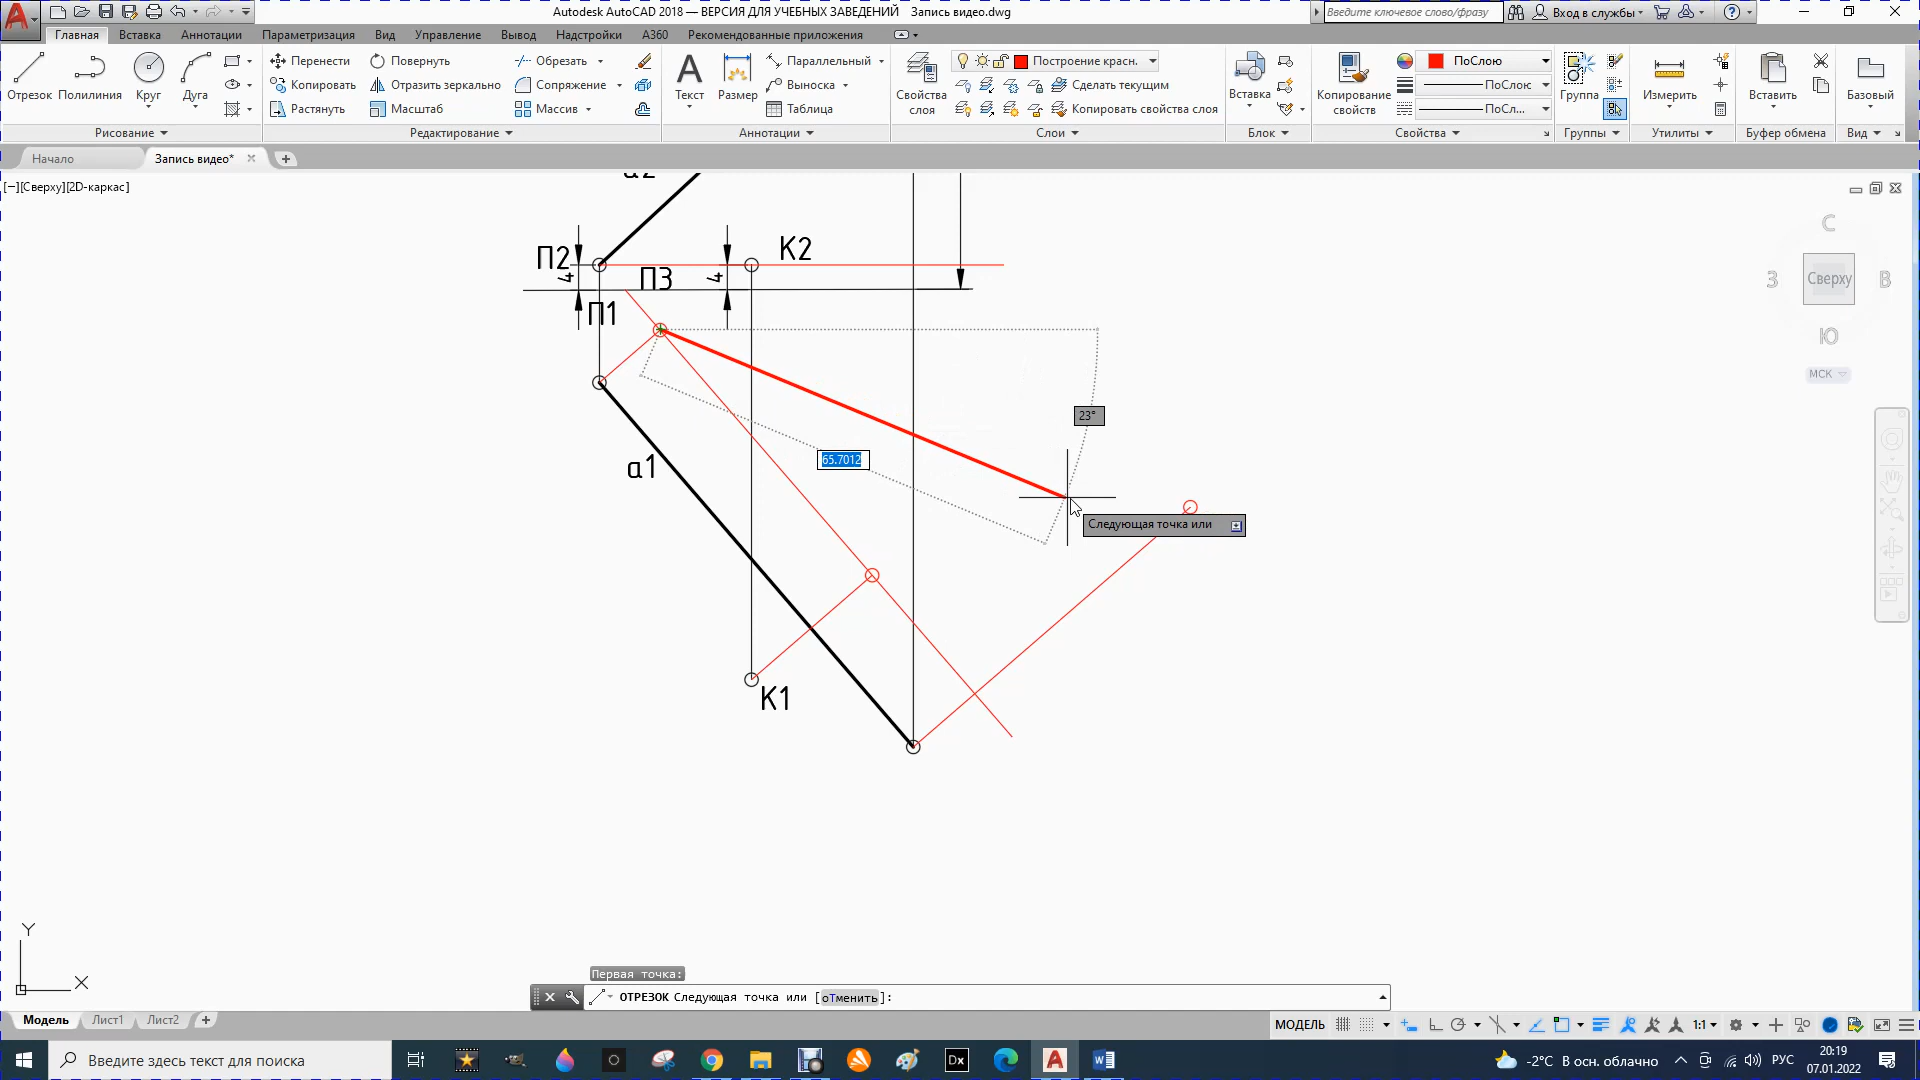 Autodesk AutoCAD 2018 — ВЕРСИЯ ДЛЯ УЧЕБНЫХ ЗАВЕДЕНИЙ Запись видео.dwg
Введите ключевое слово/фразу
Вход в службы
Главная Вставка Аннотации Параметризация Вид Управление Вывод Надстройки A360 Рекомендованные приложения
Отрезок Полилиния Круг Дуга
Рисование
Перенести Повернуть Обрезать
Копировать Отразить зеркально Сопряжение
Растянуть Масштаб Массив
Редактирование
Текст Размер
Параллельный
Выноска
Таблица
Аннотации
Свойства слоя
Построение красн.
Сделать текущим
Копировать свойства слоя
Слои
Вставка
Блок
Копирование свойств
ПоСлою
ПоСлою
ПоСл...
Свойства
Группа
Группы
Измерить
Утилиты
Вставить
Буфер обмена
Базовый
Вид
Начало Запись видео*
[−][Сверху][2D-каркас]
С
З Сверху В
Ю
МСК
a2
П2 К2
4 П3 4
П1
23°
a1
65.7012
Следующая точка или
К1
Y
X
Первая точка:
ОТРЕЗОК Следующая точка или [оТменить]:
Модель Лист1 Лист2
МОДЕЛЬ 1:1
Введите здесь текст для поиска
Dx
-2°C В осн. облачно
РУС
20:19
07.01.2022